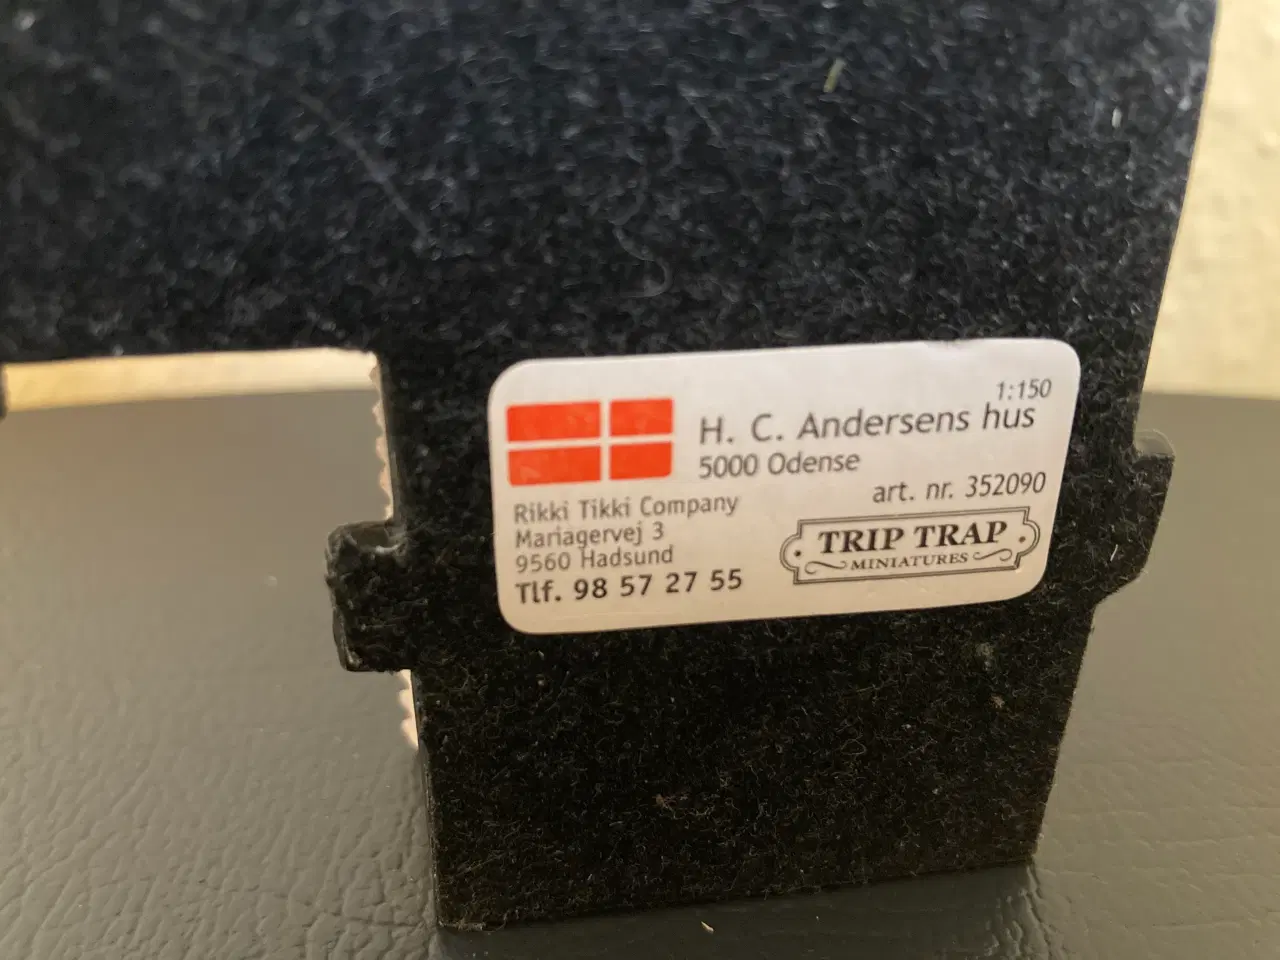 1:150
H. C. Andersens hus
5000 Odense
art. nr. 352090
Rikki Tikki Company
Mariagervej 3
9560 Hadsund
Tlf. 98 57 27 55
TRIP TRAP
MINIATURES